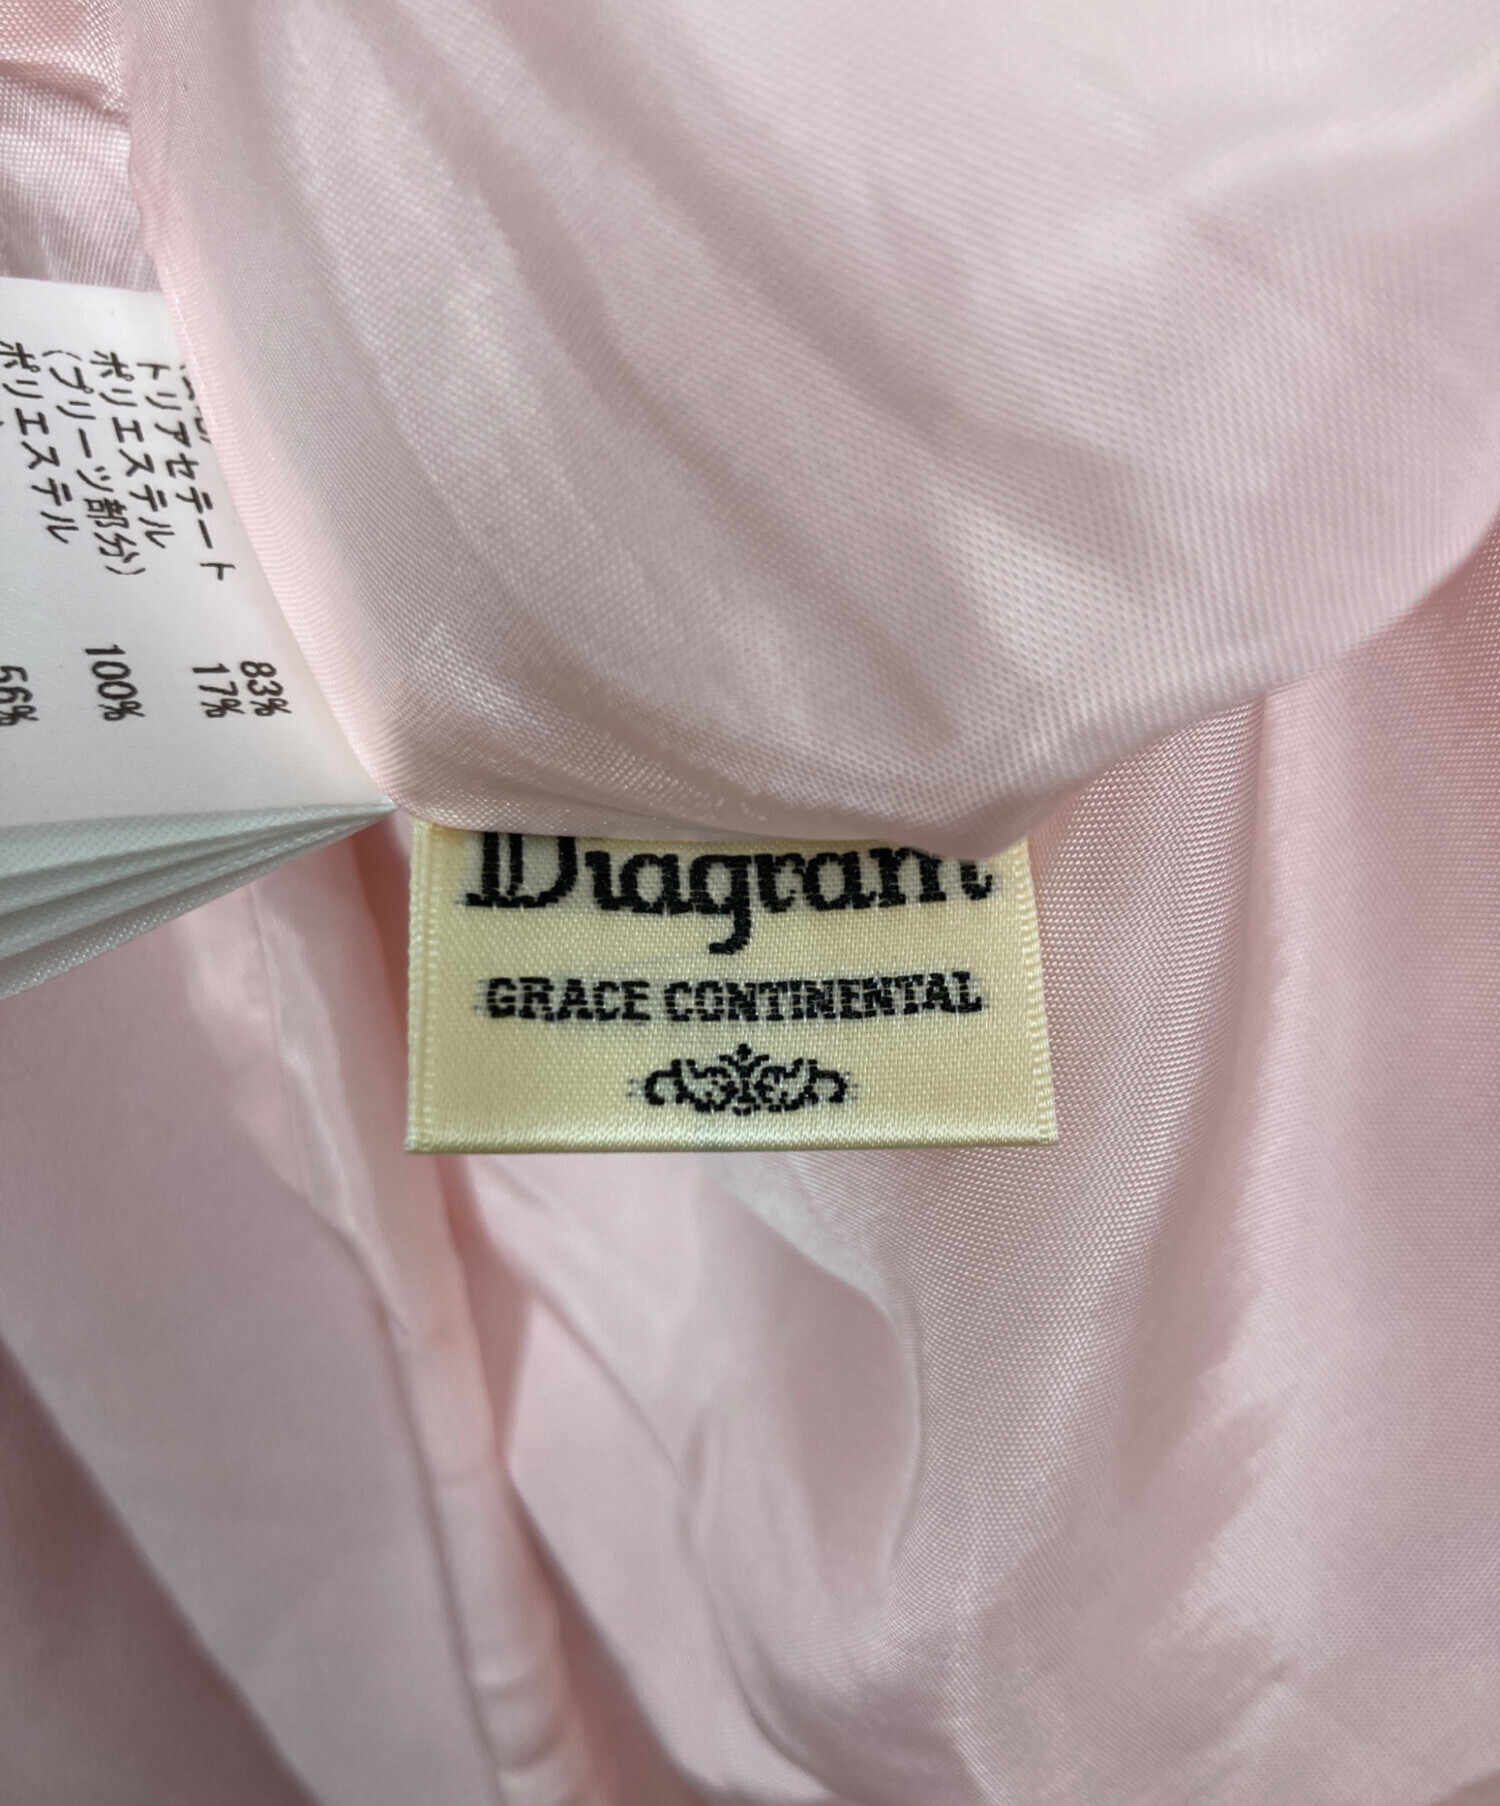 トリアセテート 83%
ポリエステル 17%
(プリーツ部分)
ポリエステル 100%
56%
Diagram
GRACE CONTINENTAL